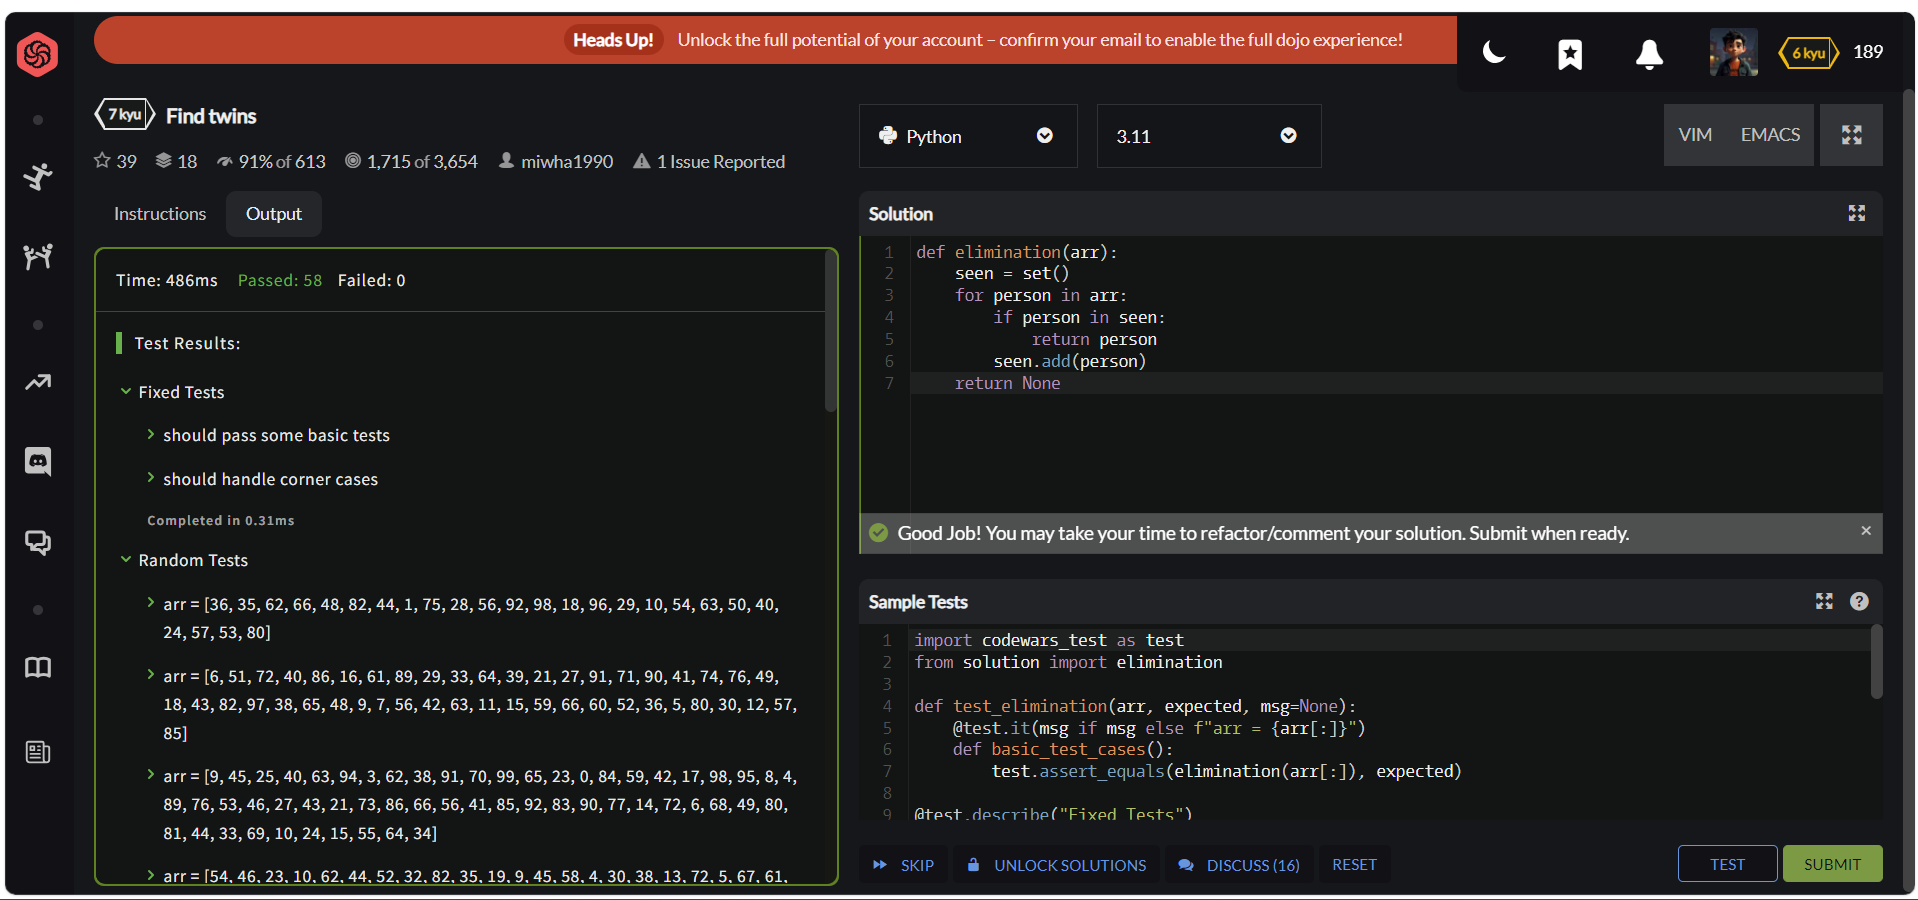 Heads Up! Unlock the full potential of your account – confirm your email to enable the full dojo experience!
6 kyu 189
7 kyu Find twins
39 18 91% of 613 1,715 of 3,654 miwha1990 1 Issue Reported
Instructions Output
Time: 486ms Passed: 58 Failed: 0
Test Results:
Fixed Tests
should pass some basic tests
should handle corner cases
Completed in 0.31ms
Random Tests
arr = [36, 35, 62, 66, 48, 82, 44, 1, 75, 28, 56, 92, 98, 18, 96, 29, 10, 54, 63, 50, 40,
24, 57, 53, 80]
arr = [6, 51, 72, 40, 86, 16, 61, 89, 29, 33, 64, 39, 21, 27, 91, 71, 90, 41, 74, 76, 49,
18, 43, 82, 97, 38, 65, 48, 9, 7, 56, 42, 63, 11, 15, 59, 66, 60, 52, 36, 5, 80, 30, 12, 57,
85]
arr = [9, 45, 25, 40, 63, 94, 3, 62, 38, 91, 70, 99, 65, 23, 0, 84, 59, 42, 17, 98, 95, 8, 4,
89, 76, 53, 46, 27, 43, 21, 73, 86, 66, 56, 41, 85, 92, 83, 90, 77, 14, 72, 6, 68, 49, 80,
81, 44, 33, 69, 10, 24, 15, 55, 64, 34]
arr = [54, 46, 23, 10, 62, 44, 52, 32, 82, 35, 19, 9, 45, 58, 4, 30, 38, 13, 72, 5, 67, 61,
Python 3.11 VIM EMACS
Solution
1 def elimination(arr):
2     seen = set()
3     for person in arr:
4         if person in seen:
5             return person
6         seen.add(person)
7     return None
Good Job! You may take your time to refactor/comment your solution. Submit when ready. ×
Sample Tests ?
1 import codewars_test as test
2 from solution import elimination
3
4 def test_elimination(arr, expected, msg=None):
5     @test.it(msg if msg else f"arr = {arr[:]}")
6     def basic_test_cases():
7         test.assert_equals(elimination(arr[:]), expected)
8
9 @test.describe("Fixed Tests")
SKIP UNLOCK SOLUTIONS DISCUSS (16) RESET TEST SUBMIT